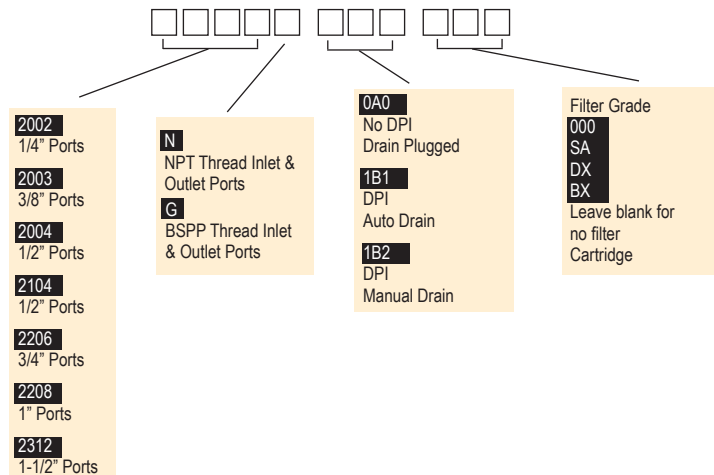 2002
1/4” Ports
2003
3/8” Ports
2004
1/2” Ports
2104
1/2” Ports
2206
3/4” Ports
2208
1” Ports
2312
1-1/2” Ports
N
NPT Thread Inlet &
Outlet Ports
G
BSPP Thread Inlet
& Outlet Ports
0A0
No DPI
Drain Plugged
1B1
DPI
Auto Drain
1B2
DPI
Manual Drain
Filter Grade
000
SA
DX
BX
Leave blank for
no filter
Cartridge